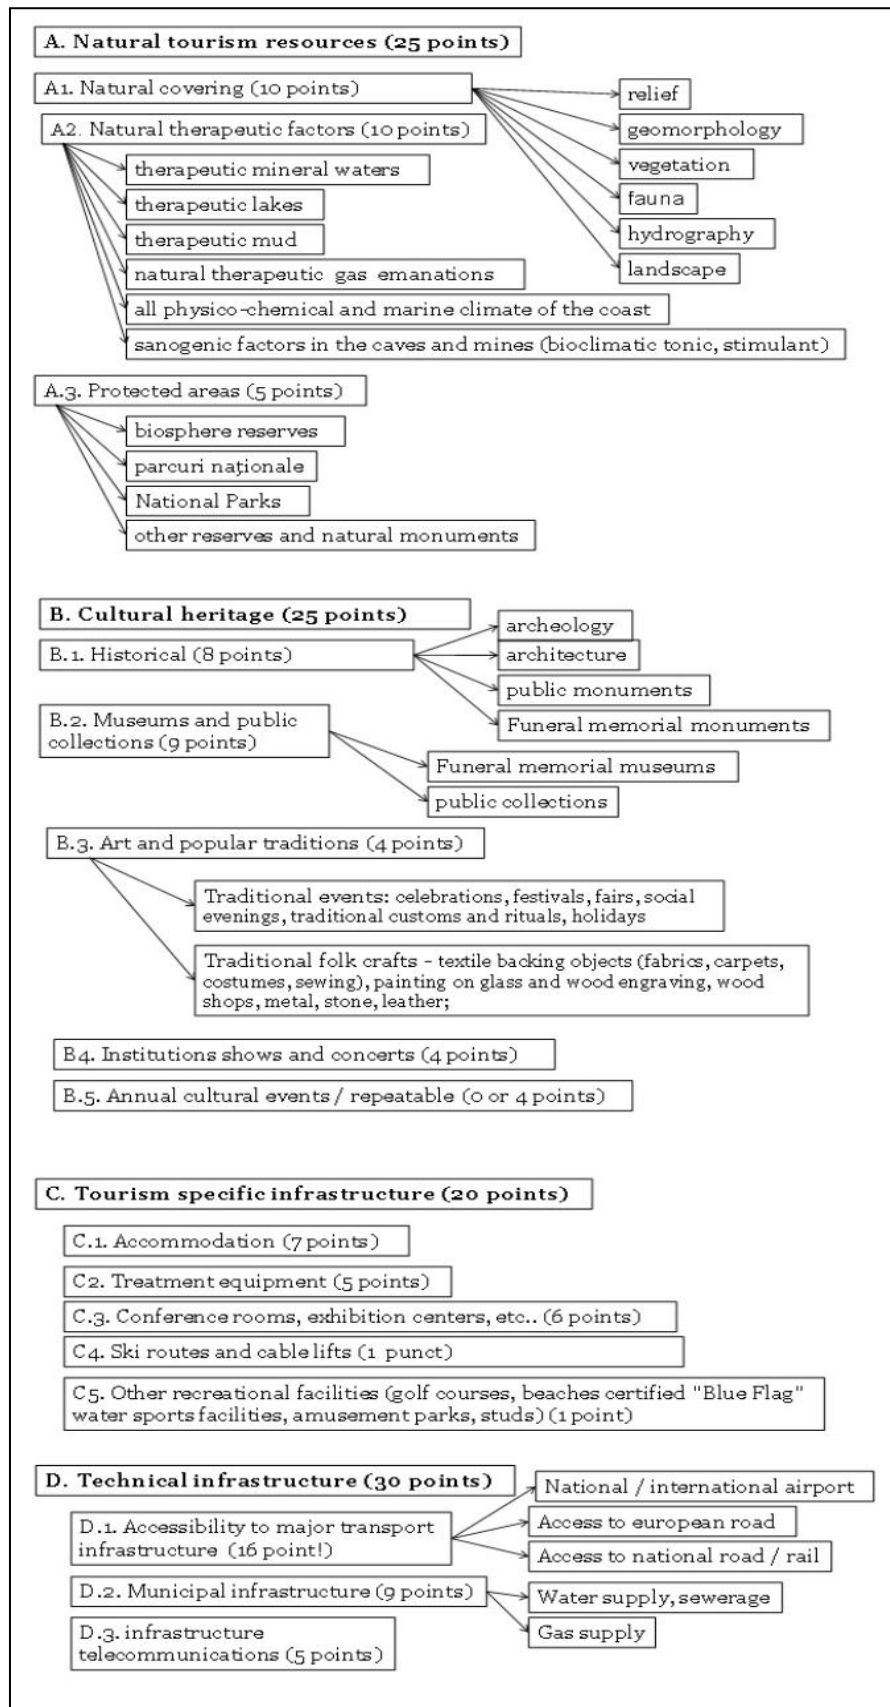 A. Natural tourism resources (25 points)
A1. Natural covering (10 points)
relief
geomorphology
vegetation
fauna
hydrography
landscape
A2. Natural therapeutic factors (10 points)
therapeutic mineral waters
therapeutic lakes
therapeutic mud
natural therapeutic gas emanations
all physico-chemical and marine climate of the coast
sanogenic factors in the caves and mines (bioclimatic tonic, stimulant)
A.3. Protected areas (5 points)
biosphere reserves
parcuri naţionale
National Parks
other reserves and natural monuments
B. Cultural heritage (25 points)
B.1. Historical (8 points)
archeology
architecture
public monuments
Funeral memorial monuments
B.2. Museums and public
collections (9 points)
Funeral memorial museums
public collections
B.3. Art and popular traditions (4 points)
Traditional events: celebrations, festivals, fairs, social
evenings, traditional customs and rituals, holidays
Traditional folk crafts - textile backing objects (fabrics, carpets,
costumes, sewing), painting on glass and wood engraving, wood
shops, metal, stone, leather;
B4. Institutions shows and concerts (4 points)
B.5. Annual cultural events / repeatable (0 or 4 points)
C. Tourism specific infrastructure (20 points)
C.1. Accommodation (7 points)
C2. Treatment equipment (5 points)
C.3. Conference rooms, exhibition centers, etc.. (6 points)
C4. Ski routes and cable lifts (1 punct)
C5. Other recreational facilities (golf courses, beaches certified "Blue Flag"
water sports facilities, amusement parks, studs) (1 point)
D. Technical infrastructure (30 points)
D.1. Accessibility to major transport
infrastructure (16 point!)
National / international airport
Access to european road
Access to national road / rail
D.2. Municipal infrastructure (9 points)
Water supply, sewerage
Gas supply
D.3. infrastructure
telecommunications (5 points)